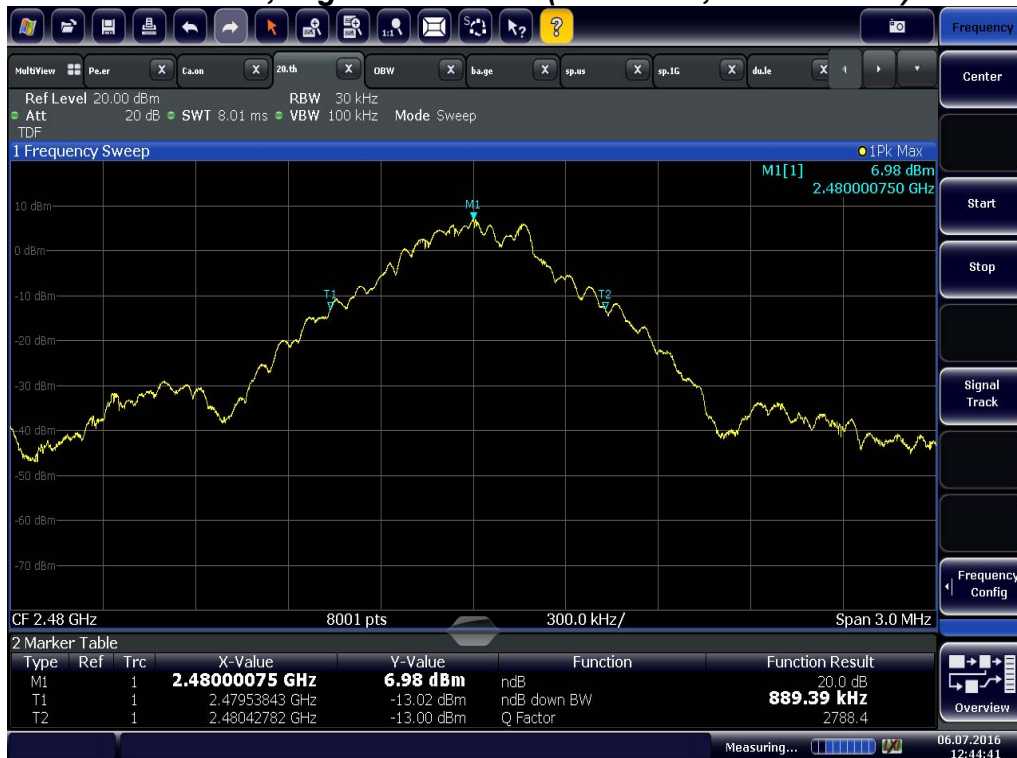 Frequency
MultiView Pe.er X Ca.on X 20.th X OBW X ba.ge X sp.us X sp.1G X du.le X
Ref Level 20.00 dBm RBW 30 kHz
Att 20 dB SWT 8.01 ms VBW 100 kHz Mode Sweep
TDF
1 Frequency Sweep 1Pk Max
M1[1] 6.98 dBm
2.480000750 GHz
M1
T1
T2
10 dBm
0 dBm
-10 dBm
-20 dBm
-30 dBm
-40 dBm
-50 dBm
-60 dBm
-70 dBm
CF 2.48 GHz 8001 pts 300.0 kHz/ Span 3.0 MHz
2 Marker Table
Type Ref Trc X-Value Y-Value Function Function Result
M1 1 2.48000075 GHz 6.98 dBm ndB 20.0 dB
T1 1 2.47953843 GHz -13.02 dBm ndB down BW 889.39 kHz
T2 1 2.48042782 GHz -13.00 dBm Q Factor 2788.4
Measuring... 06.07.2016
12:44:41
Center
Start
Stop
Signal
Track
Frequency
Config
Overview
1:1
S
?
?